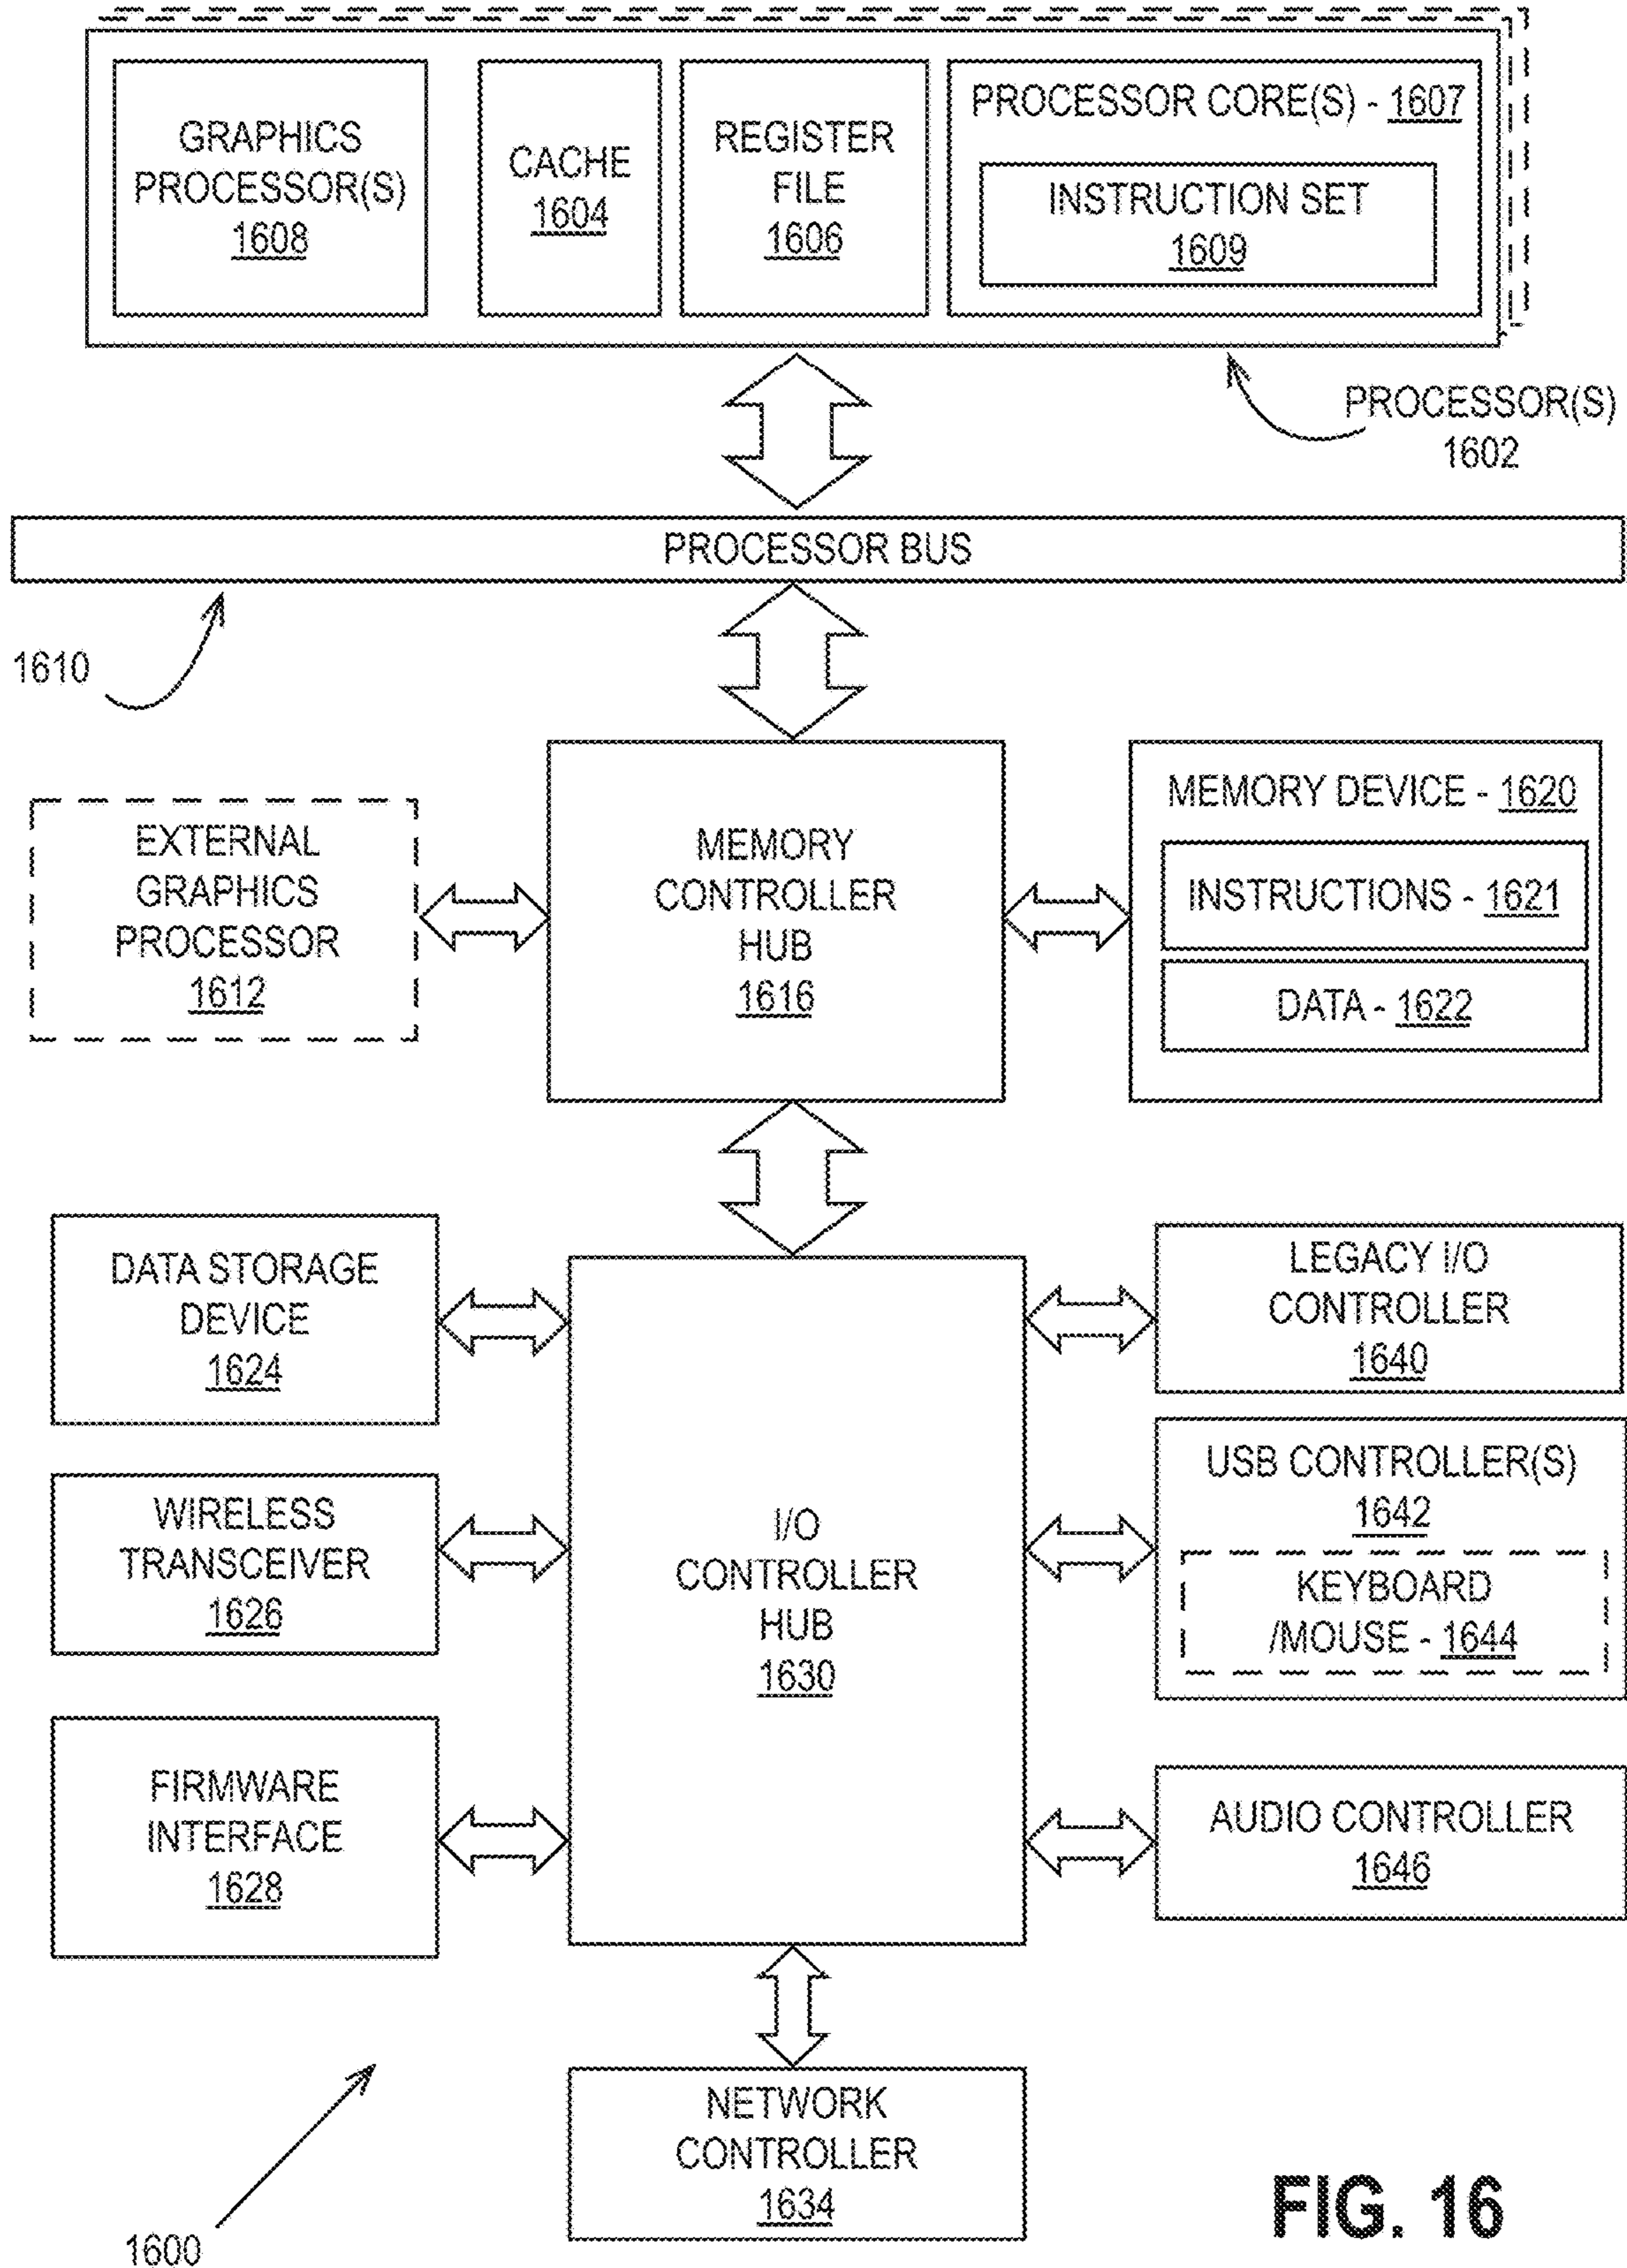 GRAPHICS
PROCESSOR(S)
1608
CACHE
1604
REGISTER
FILE
1606
PROCESSOR CORE(S) - 1607
INSTRUCTION SET
1609
PROCESSOR(S)
1602
PROCESSOR BUS
1610
EXTERNAL
GRAPHICS
PROCESSOR
1612
MEMORY
CONTROLLER
HUB
1616
MEMORY DEVICE - 1620
INSTRUCTIONS - 1621
DATA - 1622
DATA STORAGE
DEVICE
1624
WIRELESS
TRANSCEIVER
1626
FIRMWARE
INTERFACE
1628
I/O
CONTROLLER
HUB
1630
LEGACY I/O
CONTROLLER
1640
USB CONTROLLER(S)
1642
KEYBOARD
/MOUSE - 1644
AUDIO CONTROLLER
1646
NETWORK
CONTROLLER
1634
1600
FIG. 16